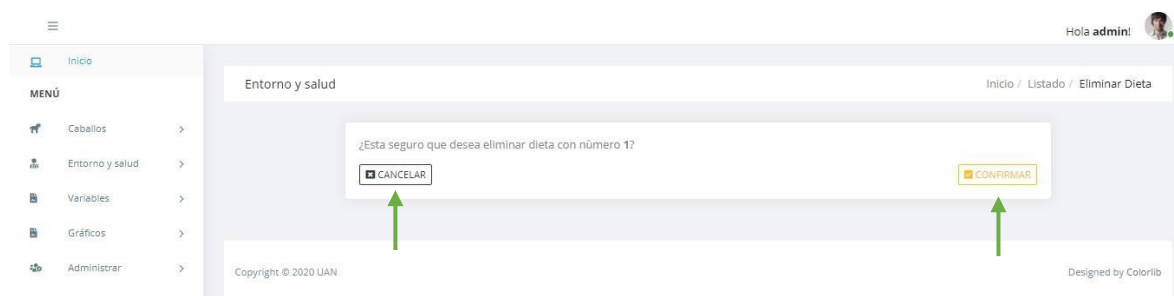 Hola admin!
Inicio
MENÚ
Caballos
Entorno y salud
Variables
Gráficos
Administrar
Entorno y salud
Inicio / Listado / Eliminar Dieta
¿Esta seguro que desea eliminar dieta con nùmero 1?
CANCELAR
CONFIRMAR
Copyright © 2020 UAN
Designed by Colorlib